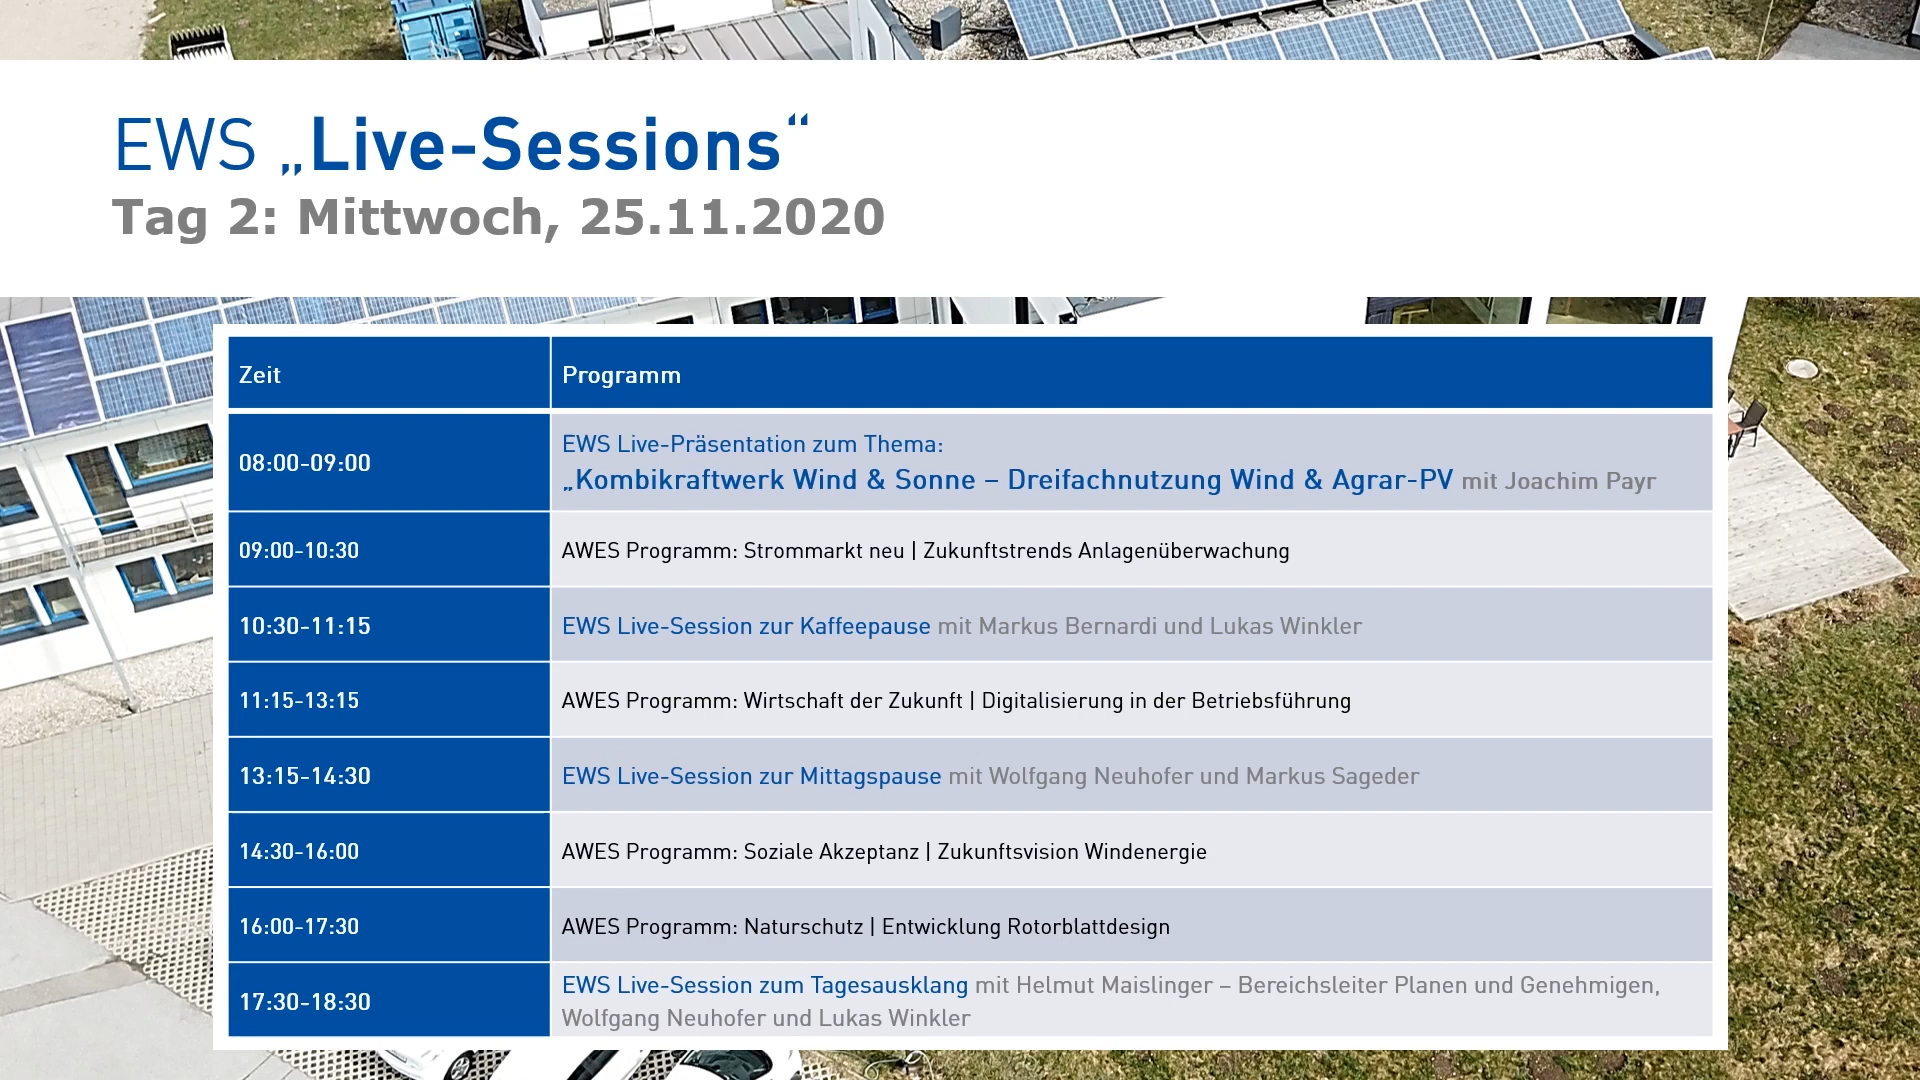 EWS „Live-Sessions“
Tag 2: Mittwoch, 25.11.2020
Zeit
Programm
08:00-09:00
EWS Live-Präsentation zum Thema:
„Kombikraftwerk Wind & Sonne – Dreifachnutzung Wind & Agrar-PV mit Joachim Payr
09:00-10:30
AWES Programm: Strommarkt neu | Zukunftstrends Anlagenüberwachung
10:30-11:15
EWS Live-Session zur Kaffeepause mit Markus Bernardi und Lukas Winkler
11:15-13:15
AWES Programm: Wirtschaft der Zukunft | Digitalisierung in der Betriebsführung
13:15-14:30
EWS Live-Session zur Mittagspause mit Wolfgang Neuhofer und Markus Sageder
14:30-16:00
AWES Programm: Soziale Akzeptanz | Zukunftsvision Windenergie
16:00-17:30
AWES Programm: Naturschutz | Entwicklung Rotorblattdesign
17:30-18:30
EWS Live-Session zum Tagesausklang mit Helmut Maislinger – Bereichsleiter Planen und Genehmigen,
Wolfgang Neuhofer und Lukas Winkler